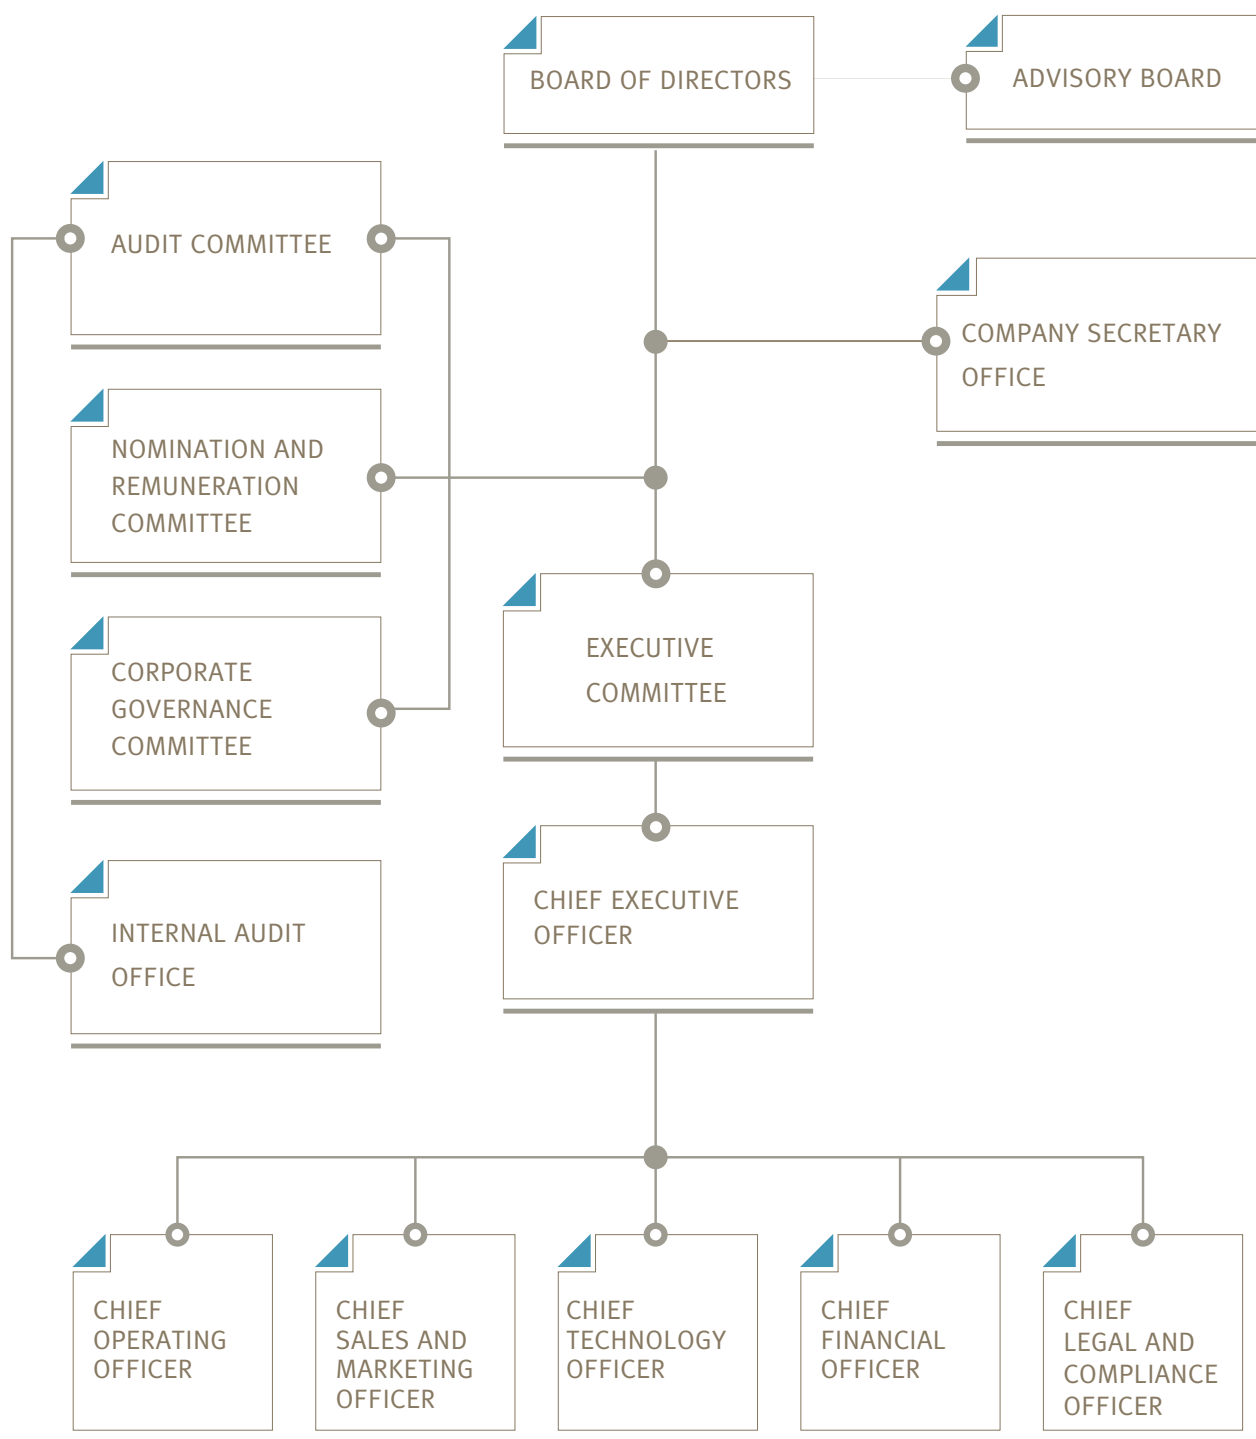 BOARD OF DIRECTORS
ADVISORY BOARD
AUDIT COMMITTEE
COMPANY SECRETARY
OFFICE
NOMINATION AND
REMUNERATION
COMMITTEE
EXECUTIVE
COMMITTEE
CORPORATE
GOVERNANCE
COMMITTEE
CHIEF EXECUTIVE
OFFICER
INTERNAL AUDIT
OFFICE
CHIEF
OPERATING
OFFICER
CHIEF
SALES AND
MARKETING
OFFICER
CHIEF
TECHNOLOGY
OFFICER
CHIEF
FINANCIAL
OFFICER
CHIEF
LEGAL AND
COMPLIANCE
OFFICER